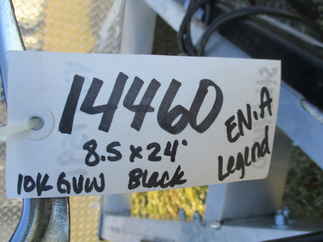 14460
8.5 x 24'
EN.A
Legend
10K GVW Black